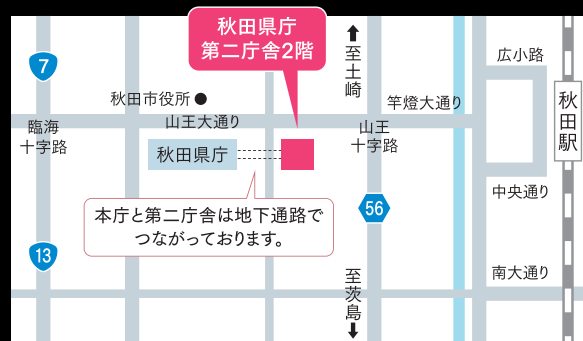 秋田県庁
第二庁舎2階
7
至土崎
広小路
秋田市役所
竿燈大通り
秋田駅
臨海
十字路
山王大通り
山王
十字路
秋田県庁
中央通り
本庁と第二庁舎は地下通路で
つながっております。
56
13
至茨島
南大通り